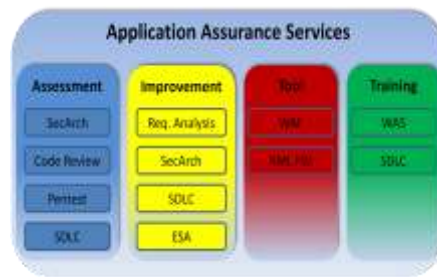 Application Assurance Services
Assessment
SecArch
Code Review
Pentest
SDLC
Improvement
Req. Analysis
SecArch
SDLC
ESA
Tool
Training
WAS
SDLC